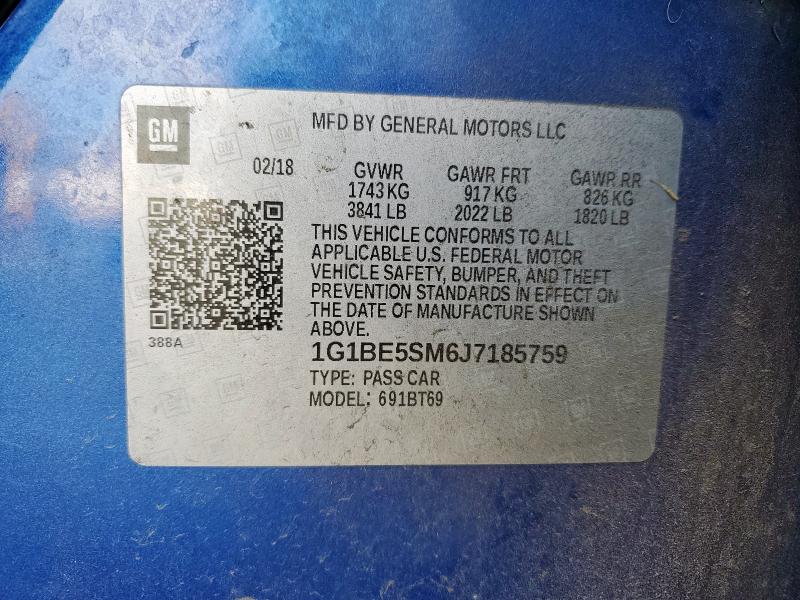 GM
MFD BY GENERAL MOTORS LLC
02/18
GVWR GAWR FRT GAWR RR
1743 KG 917 KG 826 KG
3841 LB 2022 LB 1820 LB
THIS VEHICLE CONFORMS TO ALL
APPLICABLE U.S. FEDERAL MOTOR
VEHICLE SAFETY, BUMPER, AND THEFT
PREVENTION STANDARDS IN EFFECT ON
THE DATE OF MANUFACTURE SHOWN
ABOVE.
388A
1G1BE5SM6J7185759
TYPE: PASS CAR
MODEL: 691BT69